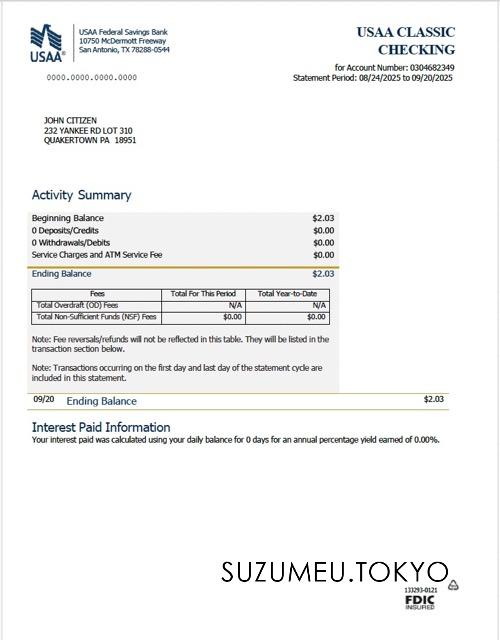 USAA®
USAA Federal Savings Bank
10750 McDermott Freeway
San Antonio, TX 78288-0544
USAA CLASSIC
CHECKING
0000.0000.0000.0000
for Account Number: 0304682349
Statement Period: 08/24/2025 to 09/20/2025
JOHN CITIZEN
232 YANKEE RD LOT 310
QUAKERTOWN PA 18951
Activity Summary
Beginning Balance $2.03
0 Deposits/Credits $0.00
0 Withdrawals/Debits $0.00
Service Charges and ATM Service Fee $0.00
Ending Balance $2.03
Fees Total For This Period Total Year-to-Date
Total Overdraft (OD) Fees N/A N/A
Total Non-Sufficient Funds (NSF) Fees $0.00 $0.00
Note: Fee reversals/refunds will not be reflected in this table. They will be listed in the
transaction section below.
Note: Transactions occurring on the first day and last day of the statement cycle are
included in this statement.
09/20 Ending Balance $2.03
Interest Paid Information
Your interest paid was calculated using your daily balance for 0 days for an annual percentage yield earned of 0.00%.
SUZUMEU.TOKYO
133293-0121
FDIC
INSURED